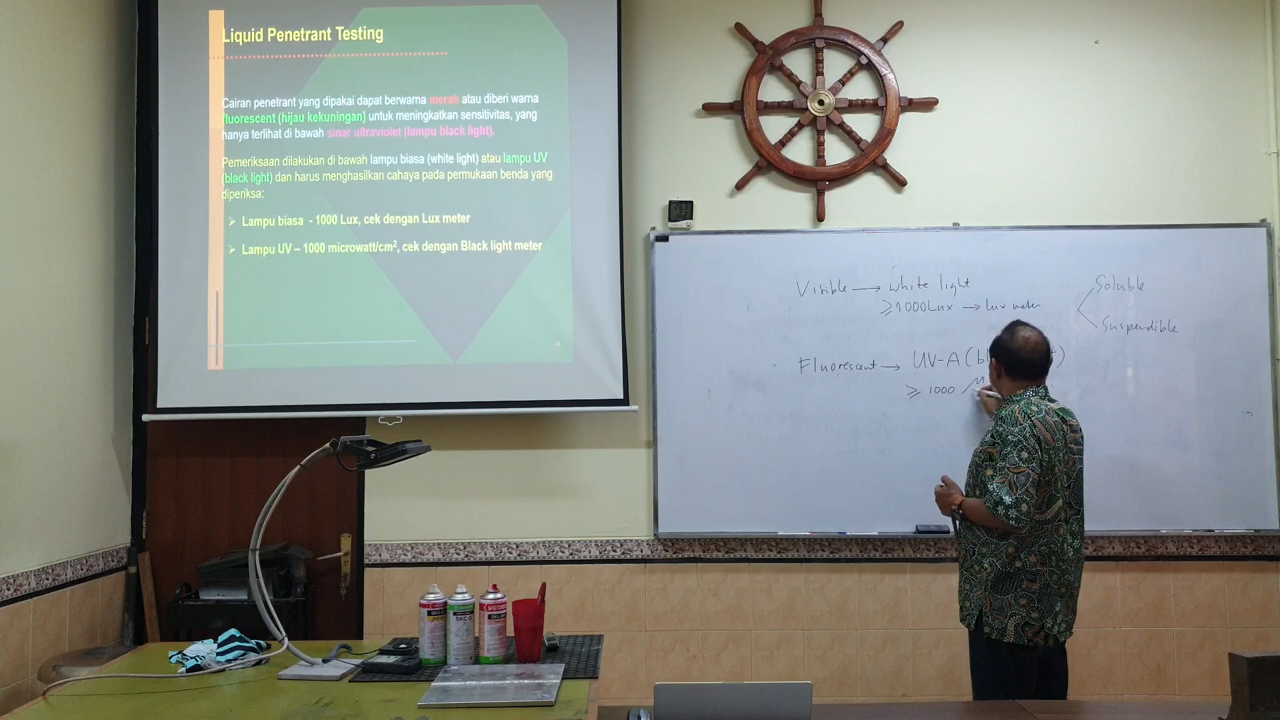 Liquid Penetrant Testing
Cairan penetrant yang dipakai dapat berwarna merah atau diberi warna
fluorescent (hijau kekuningan) untuk meningkatkan sensitivitas, yang
hanya terlihat di bawah sinar ultraviolet (lampu black light).
Pemeriksaan dilakukan di bawah lampu biasa (white light) atau lampu UV
(black light) dan harus menghasilkan cahaya pada permukaan benda yang
diperiksa:
➢ Lampu biasa - 1000 Lux, cek dengan Lux meter
➢ Lampu UV – 1000 microwatt/cm², cek dengan Black light meter
Visible → white light
≥1000Lux → lux meter
Soluble
Suspendible
Fluorescent → UV-A (bl t)
≥ 1000 μ
SKC-S